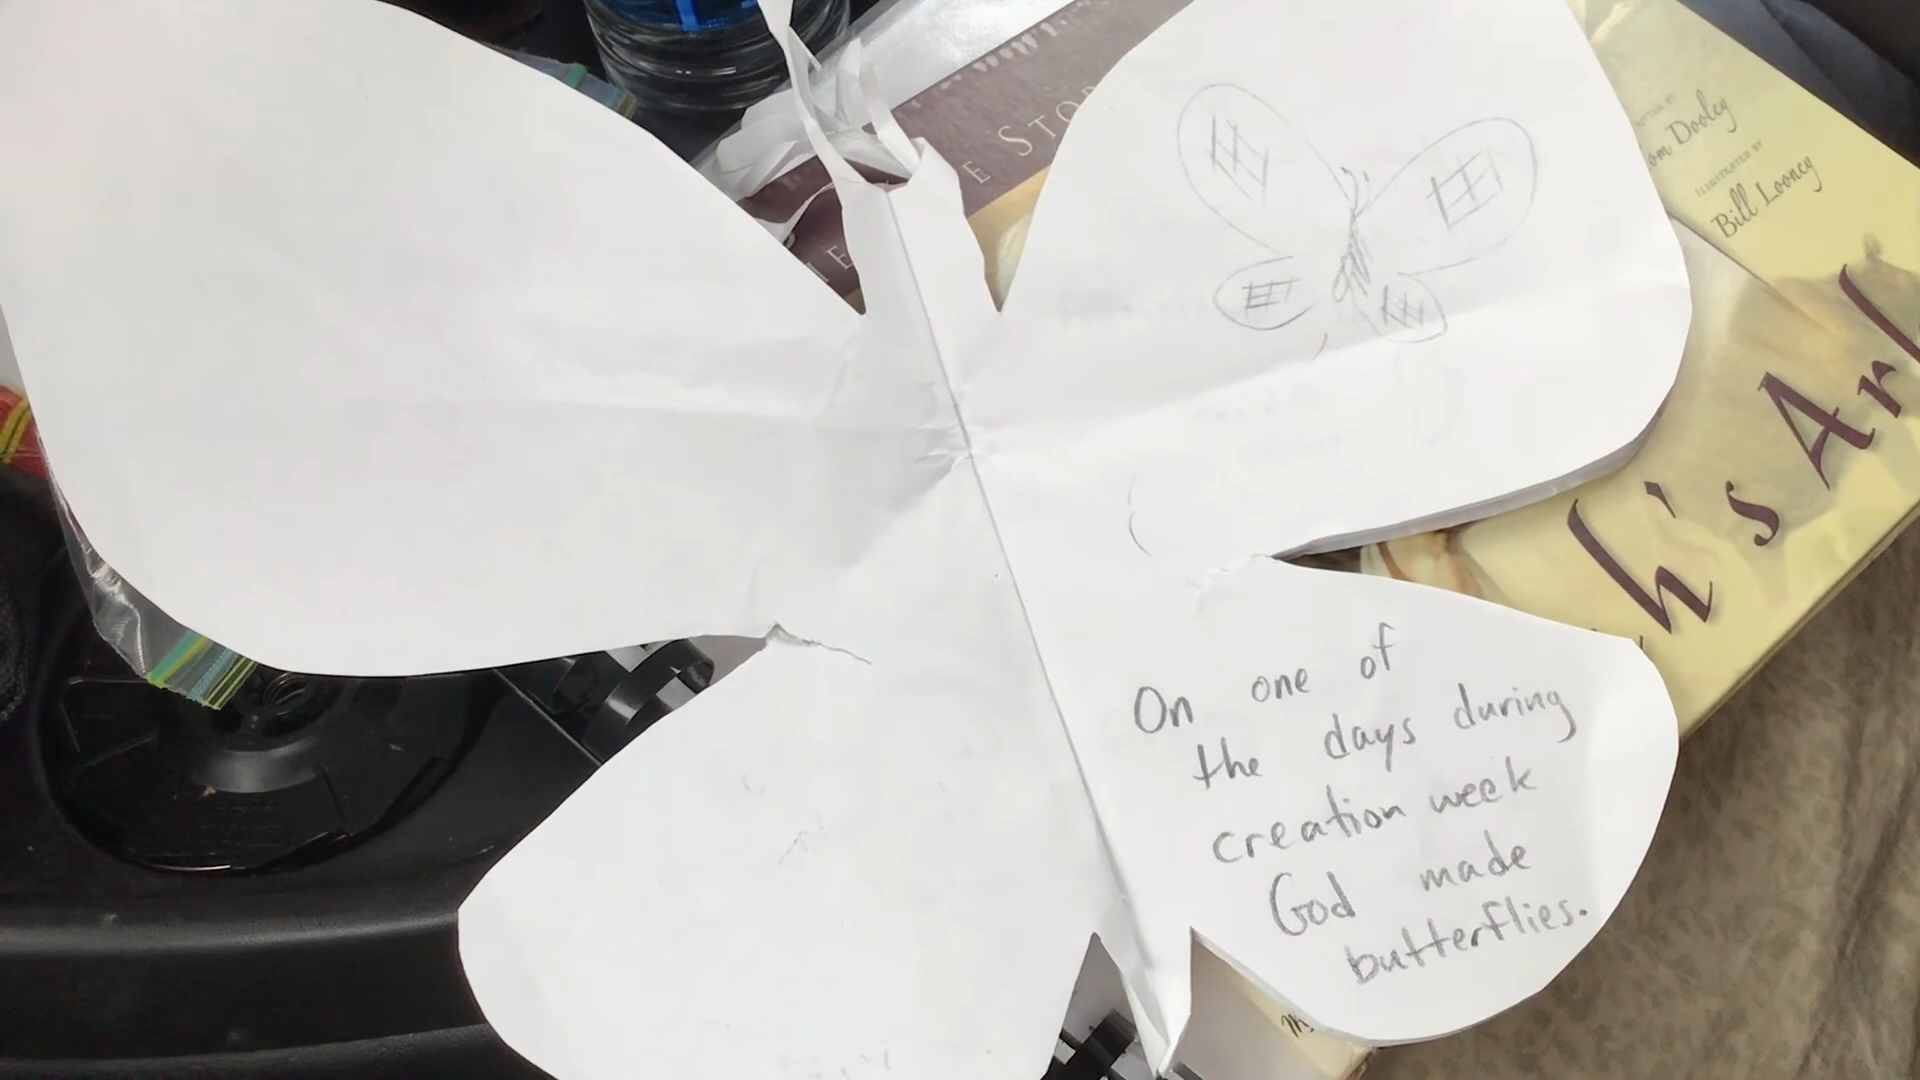 E STO
IE
om Dooley
ILLUSTRATED BY
Bill Looney
h's Ar
On one of
the days during
creation week
God made
butterflies.